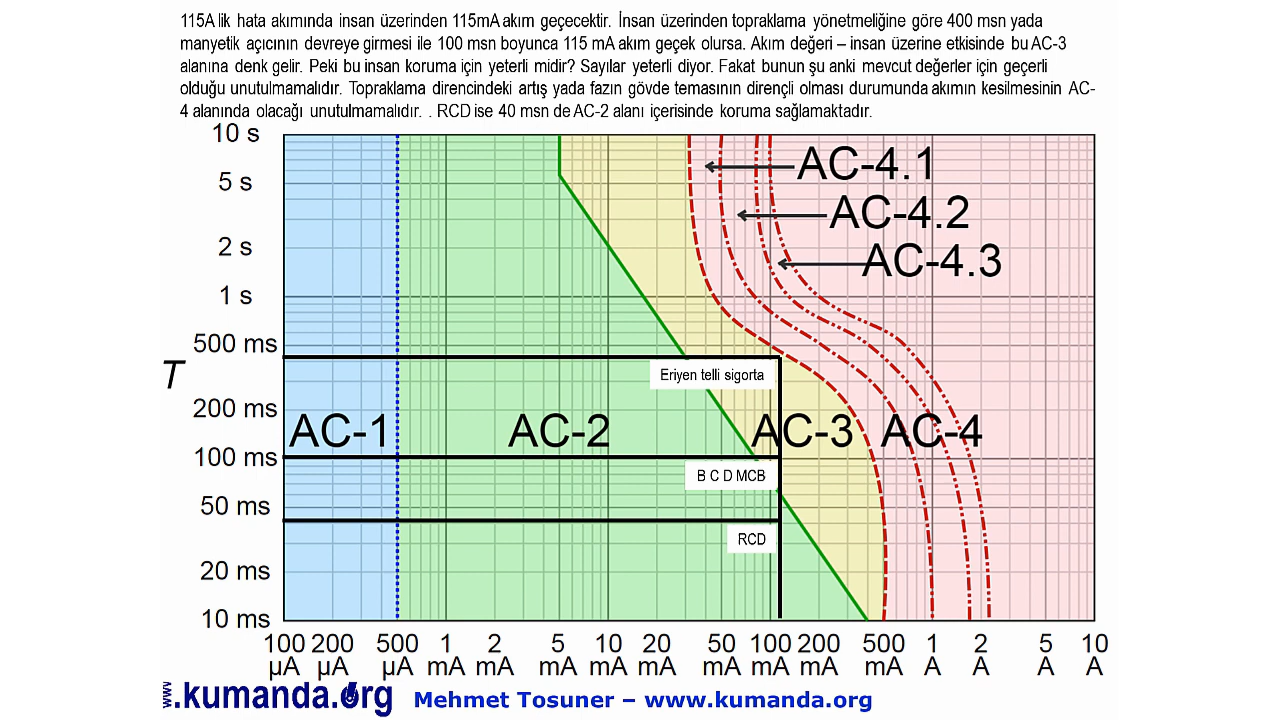 115A lik hata akımında insan üzerinden 115mA akım geçecektir. İnsan üzerinden topraklama yönetmeliğine göre 400 msn yada
manyetik açıcının devreye girmesi ile 100 msn boyunca 115 mA akım geçek olursa. Akım değeri – insan üzerine etkisinde bu AC-3
alanına denk gelir. Peki bu insan koruma için yeterli midir? Sayılar yeterli diyor. Fakat bunun şu anki mevcut değerler için geçerli
olduğu unutulmamalıdır. Topraklama direncindeki artış yada fazın gövde temasının dirençli olması durumunda akımın kesilmesinin AC-
4 alanında olacağı unutulmamalıdır. . RCD ise 40 msn de AC-2 alanı içerisinde koruma sağlamaktadır.
10 s
AC-4.1
5 s
AC-4.2
2 s
AC-4.3
1 s
500 ms
T
Eriyen telli sigorta
200 ms
AC-1 AC-2 AC-3 AC-4
100 ms
B C D MCB
50 ms
RCD
20 ms
10 ms
100 200 500 1 2 5 10 20 50 100 200 500 1 2 5 10
µA µA µA mA mA mA mA mA mA mA mA mA A A A A
www.kumanda.org
Mehmet Tosuner – www.kumanda.org